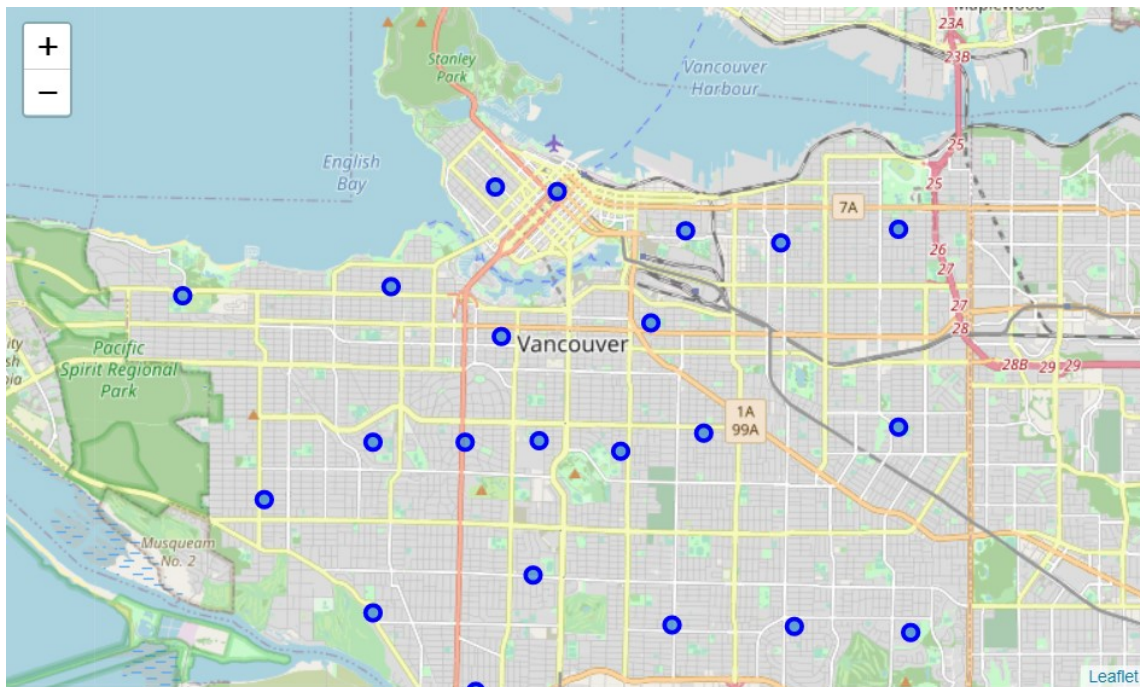 Maplewood
23A
23B
+
−
Stanley
Park
Vancouver
Harbour
English
Bay
25
25
7A
26
27
27
28
28B
29
29
Pacific
Spirit Regional
Park
Vancouver
1A
99A
Musqueam
No. 2
Leaflet